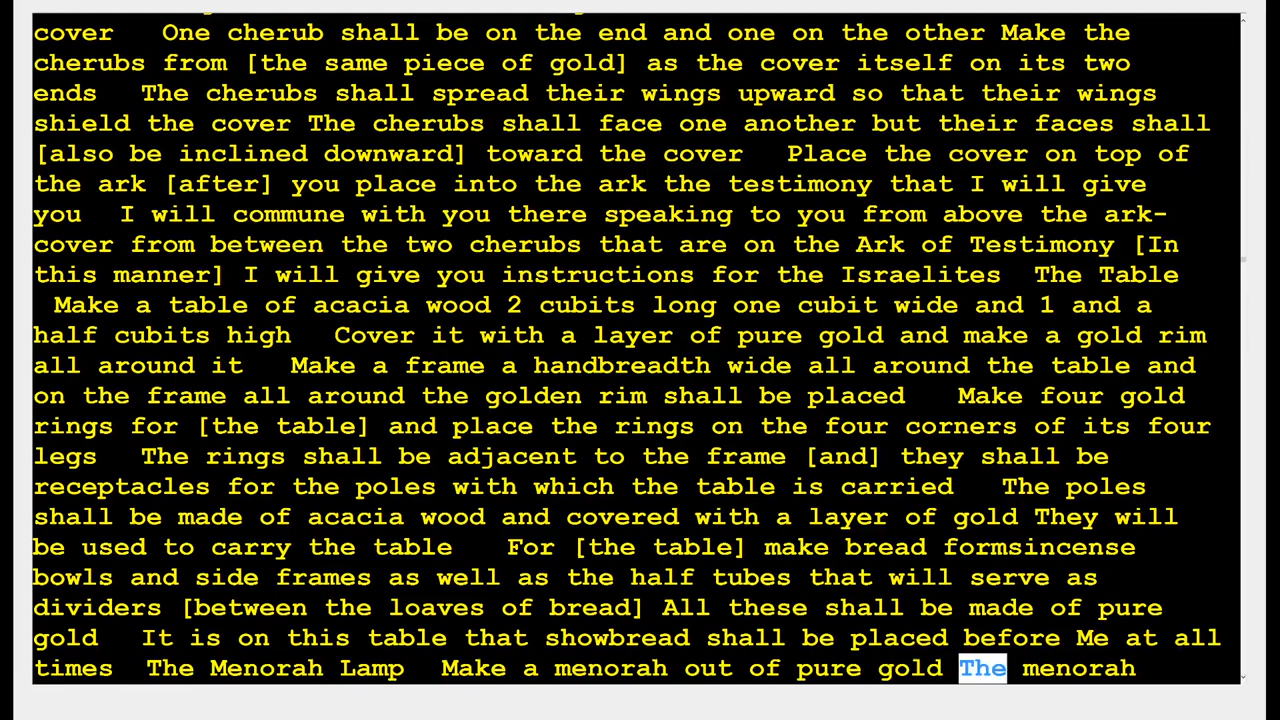 cover One cherub shall be on the end and one on the other Make the
cherubs from [the same piece of gold] as the cover itself on its two
ends The cherubs shall spread their wings upward so that their wings
shield the cover The cherubs shall face one another but their faces shall
[also be inclined downward] toward the cover Place the cover on top of
the ark [after] you place into the ark the testimony that I will give
you I will commune with you there speaking to you from above the ark-
cover from between the two cherubs that are on the Ark of Testimony [In
this manner] I will give you instructions for the Israelites The Table
Make a table of acacia wood 2 cubits long one cubit wide and 1 and a
half cubits high Cover it with a layer of pure gold and make a gold rim
all around it Make a frame a handbreadth wide all around the table and
on the frame all around the golden rim shall be placed Make four gold
rings for [the table] and place the rings on the four corners of its four
legs The rings shall be adjacent to the frame [and] they shall be
receptacles for the poles with which the table is carried The poles
shall be made of acacia wood and covered with a layer of gold They will
be used to carry the table For [the table] make bread formsincense
bowls and side frames as well as the half tubes that will serve as
dividers [between the loaves of bread] All these shall be made of pure
gold It is on this table that showbread shall be placed before Me at all
times The Menorah Lamp Make a menorah out of pure gold The menorah